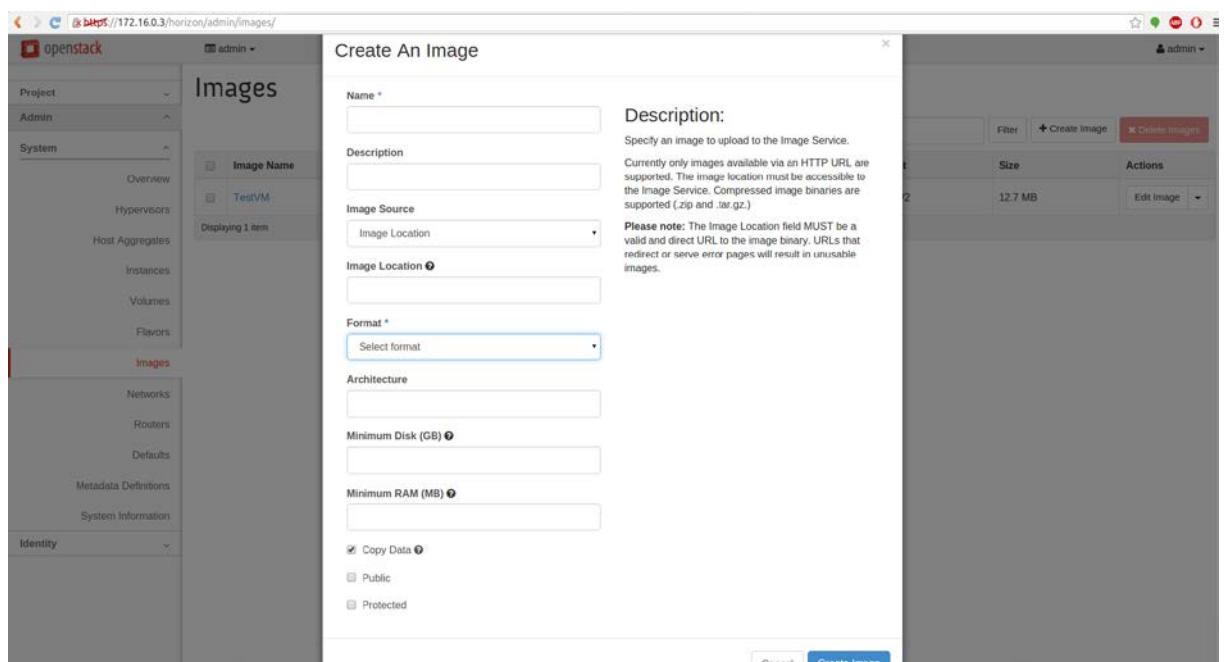 https://172.16.0.3/horizon/admin/images/
openstack
admin
admin
Project
Admin
System
Overview
Hypervisors
Host Aggregates
Instances
Volumes
Flavors
Images
Networks
Routers
Defaults
Metadata Definitions
System Information
Identity
Images
Filter
Create Image
Delete Images
Image Name
Size
Actions
TestVM
12.7 MB
Edit Image
Displaying 1 item
Create An Image
Name *
Description
Image Source
Image Location
Image Location
Format *
Select format
Architecture
Minimum Disk (GB)
Minimum RAM (MB)
Copy Data
Public
Protected
Description:
Specify an image to upload to the Image Service.
Currently only images available via an HTTP URL are
supported. The image location must be accessible to
the Image Service. Compressed image binaries are
supported (.zip and .tar.gz.)
Please note: The Image Location field MUST be a
valid and direct URL to the image binary. URLs that
redirect or serve error pages will result in unusable
images.
Cancel
Create Image